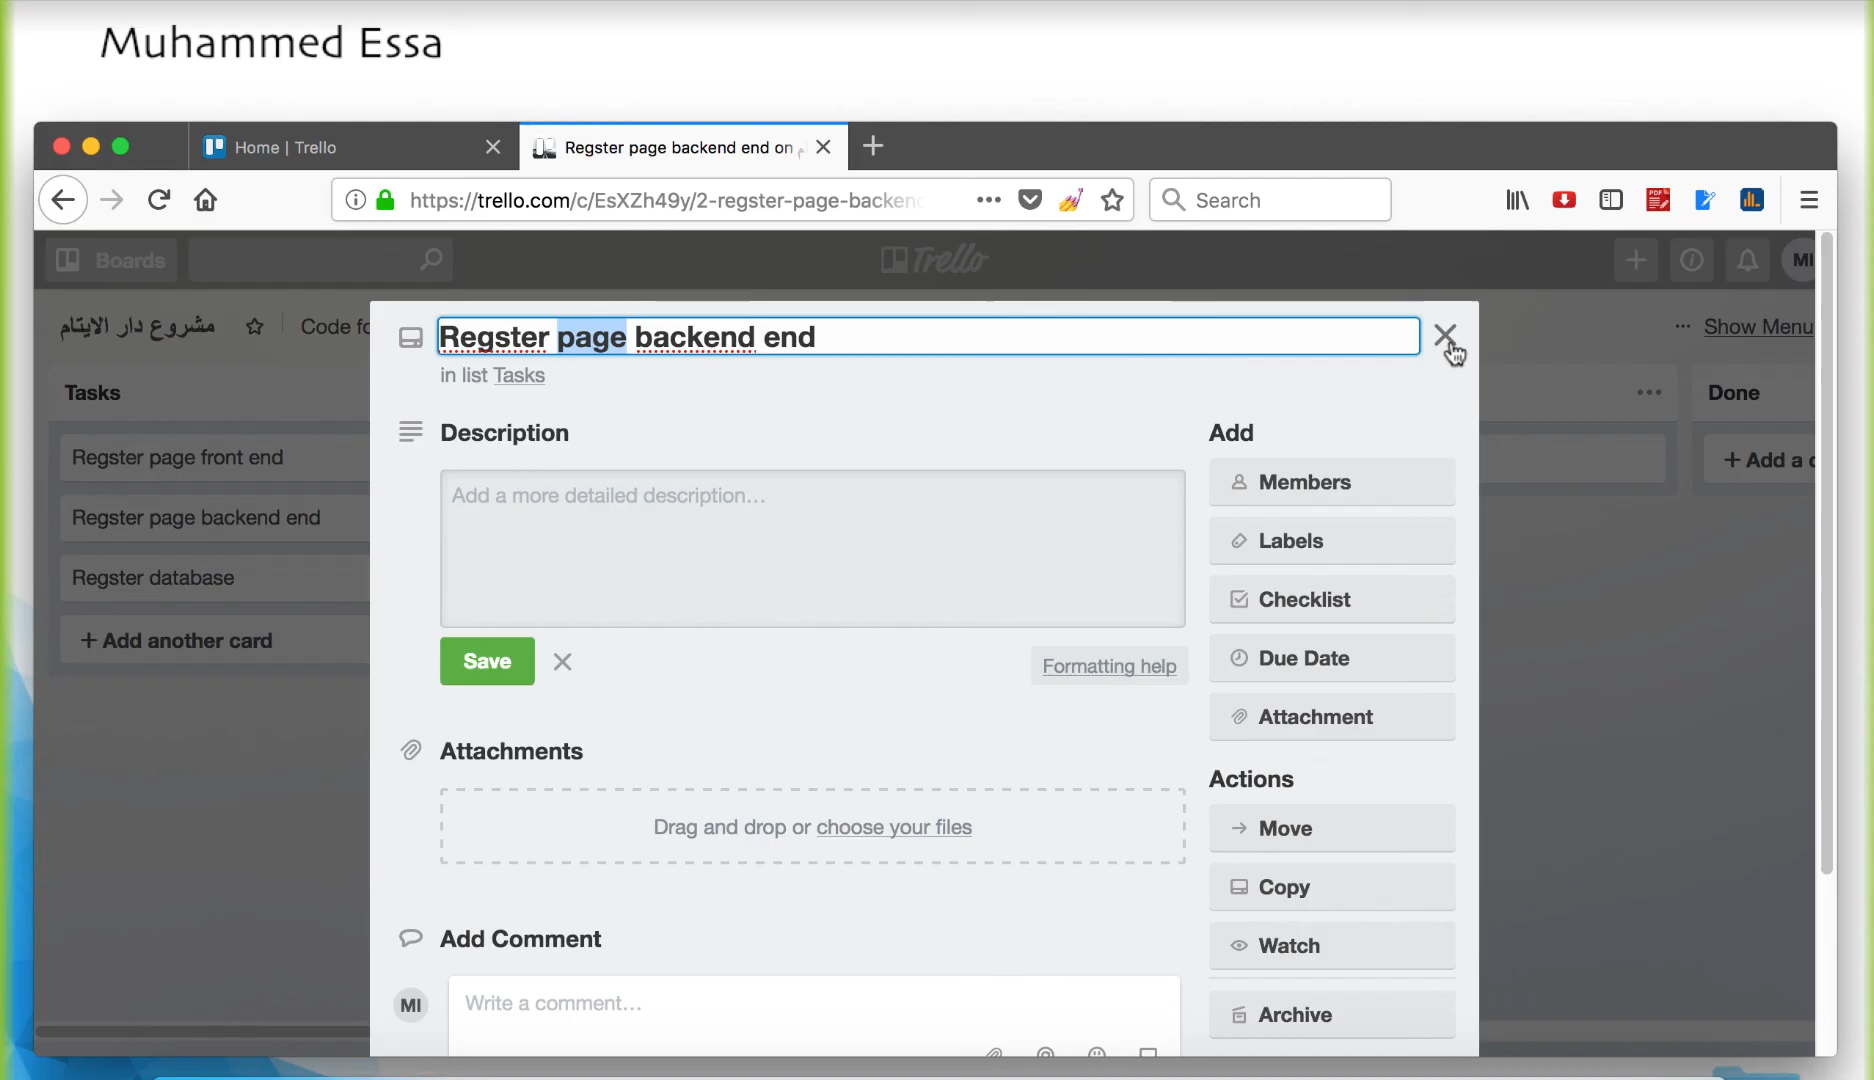 Muhammed Essa
Home | Trello
Regster page backend end on
https://trello.com/c/EsXZh49y/2-regster-page-backend
Search
Boards
Trello
MI
مشروع دار الايتام
Code fo
Show Menu
Regster page backend end
in list Tasks
Tasks
Done
Description
Add
Regster page front end
+ Add a c
Members
Add a more detailed description…
Regster page backend end
Labels
Regster database
Checklist
+ Add another card
Save
Formatting help
Due Date
Attachment
Attachments
Actions
Drag and drop or choose your files
Move
Copy
Add Comment
Watch
MI
Write a comment…
Archive